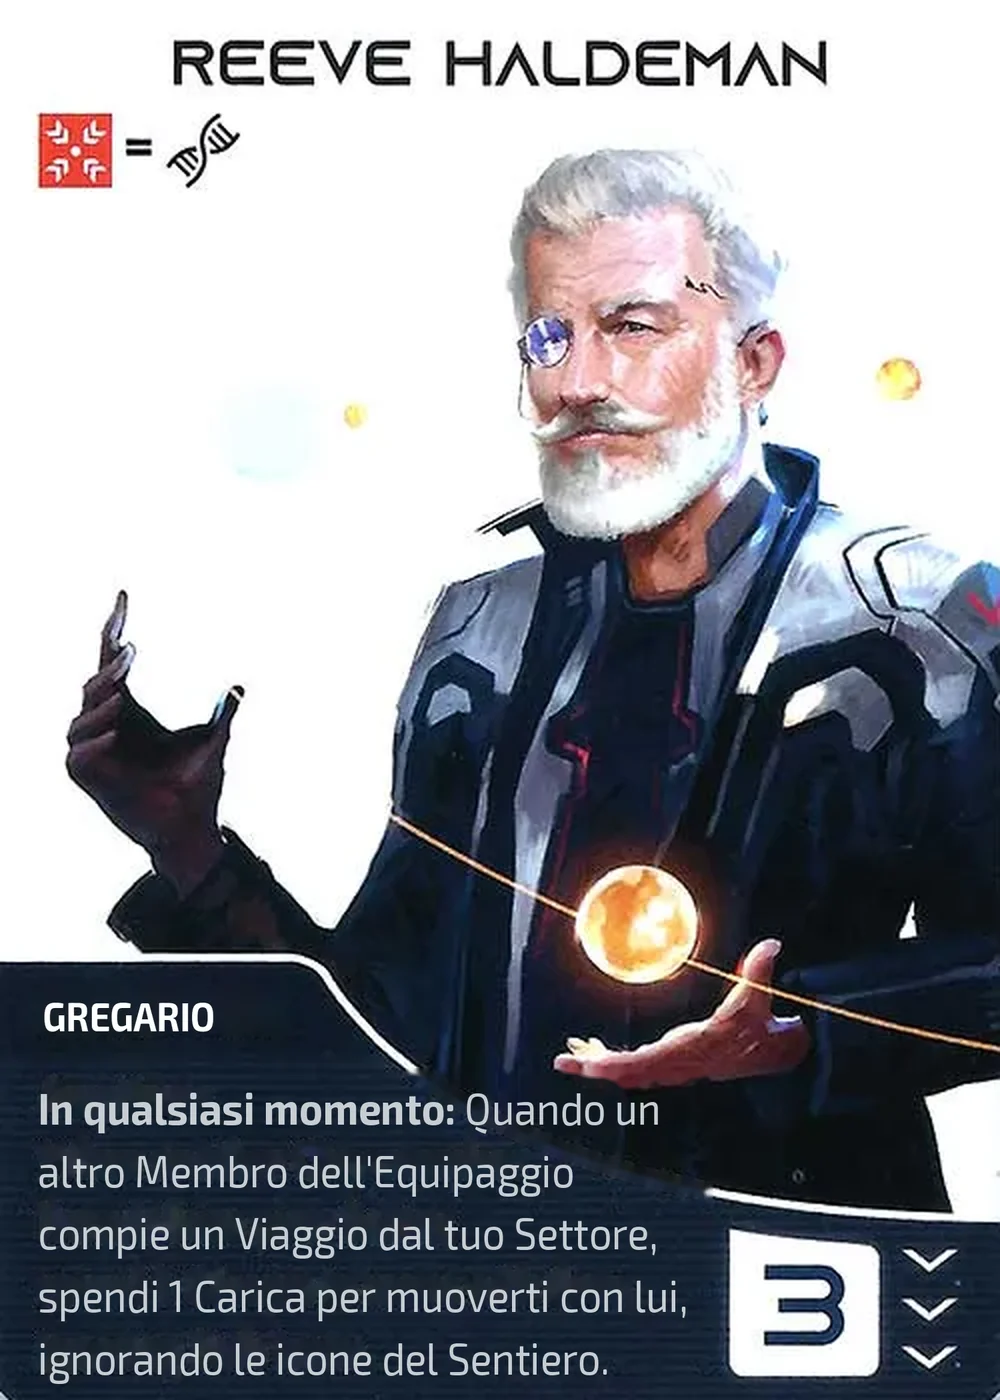 REEVE HALDEMAN
=
GREGARIO
In qualsiasi momento: Quando un
altro Membro dell'Equipaggio
compie un Viaggio dal tuo Settore,
spendi 1 Carica per muoverti con lui,
ignorando le icone del Sentiero.
3